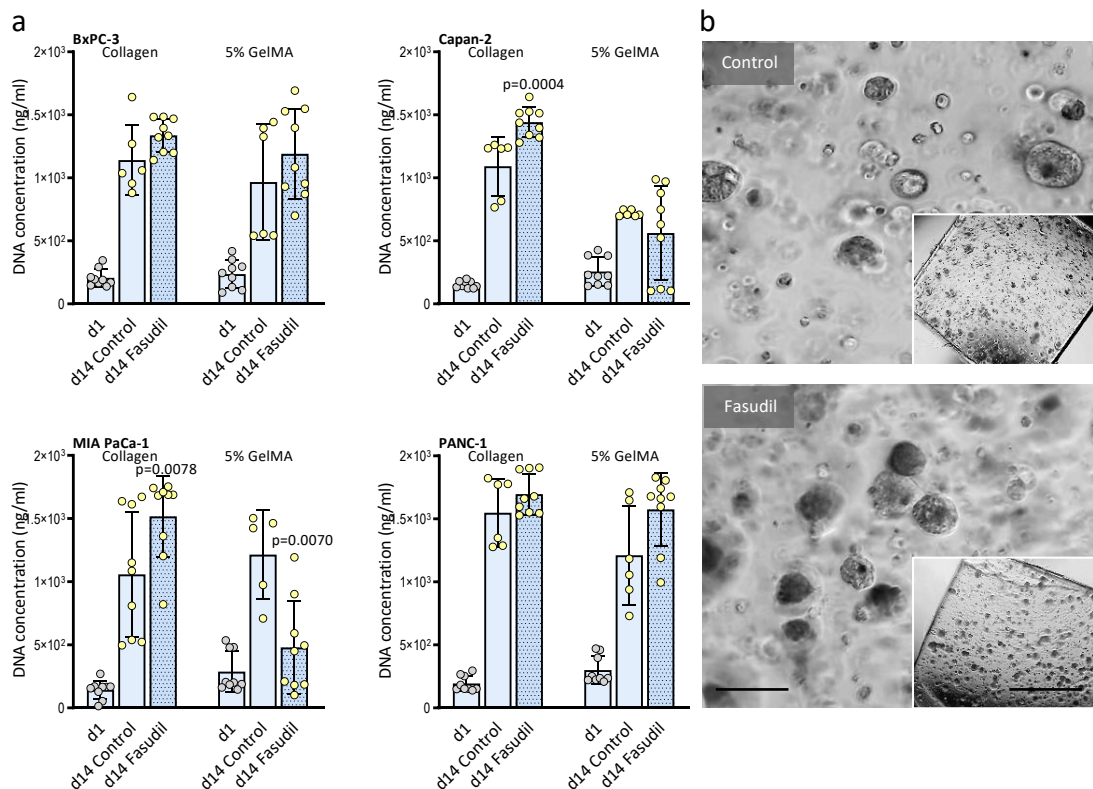 a
BxPC-3
Collagen 5% GelMA
DNA concentration (ng/ml)
2×10³
1.5×10³
1×10³
5×10²
0
d1
d14 Control
d14 Fasudil
d1
d14 Control
d14 Fasudil
Capan-2
Collagen 5% GelMA
p=0.0004
DNA concentration (ng/ml)
2×10³
1.5×10³
1×10³
5×10²
0
d1
d14 Control
d14 Fasudil
d1
d14 Control
d14 Fasudil
MIA PaCa-1
Collagen 5% GelMA
p=0.0078
p=0.0070
DNA concentration (ng/ml)
2×10³
1.5×10³
1×10³
5×10²
0
d1
d14 Control
d14 Fasudil
d1
d14 Control
d14 Fasudil
PANC-1
Collagen 5% GelMA
DNA concentration (ng/ml)
2×10³
1.5×10³
1×10³
5×10²
0
d1
d14 Control
d14 Fasudil
d1
d14 Control
d14 Fasudil
b
Control
Fasudil